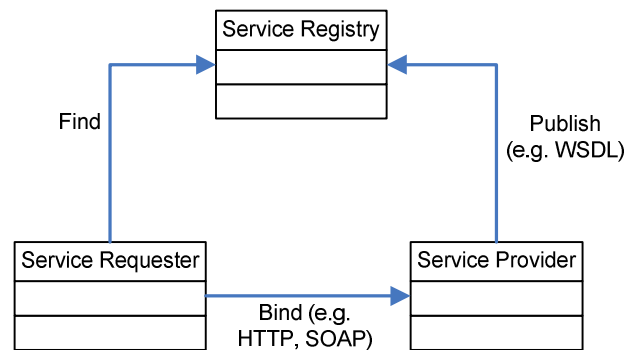 Service Registry
Find
Publish
(e.g. WSDL)
Service Requester
Service Provider
Bind (e.g.
HTTP, SOAP)